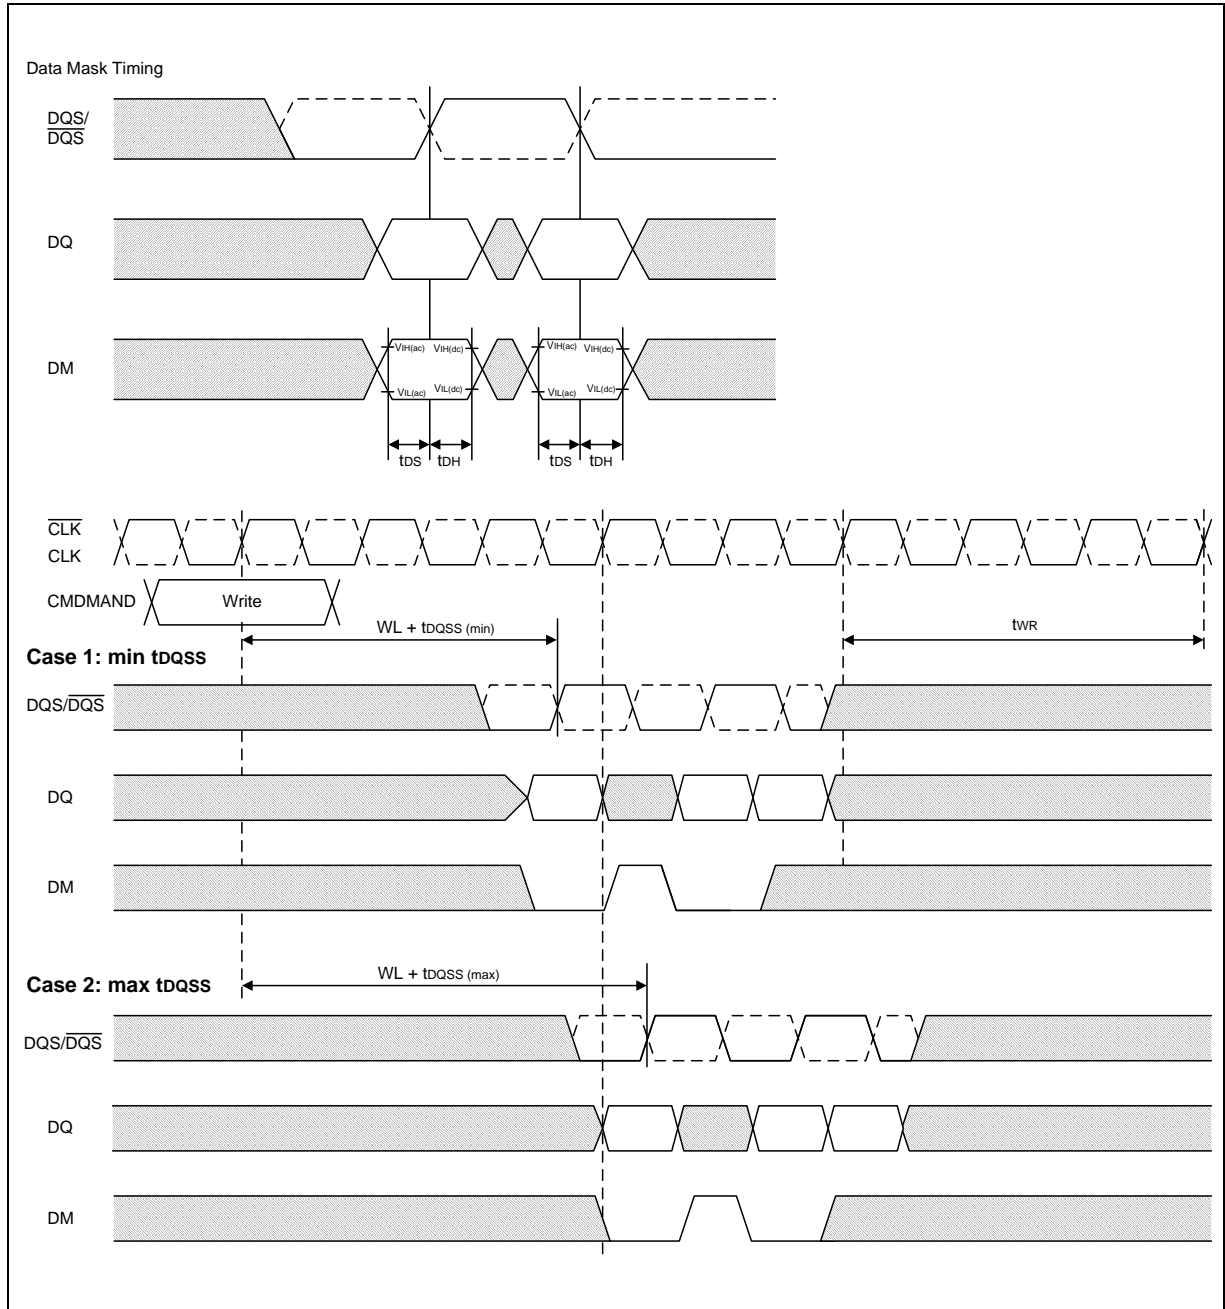 Data Mask Timing
DQS/
DQS
DQ
DM
VIH(ac) VIH(dc) VIH(ac) VIH(dc)
VIL(ac) VIL(dc) VIL(ac) VIL(dc)
tDS tDH tDS tDH
CLK
CLK
CMDMAND Write
WL + tDQSS (min) tWR
Case 1: min tDQSS
DQS/DQS
DQ
DM
WL + tDQSS (max)
Case 2: max tDQSS
DQS/DQS
DQ
DM